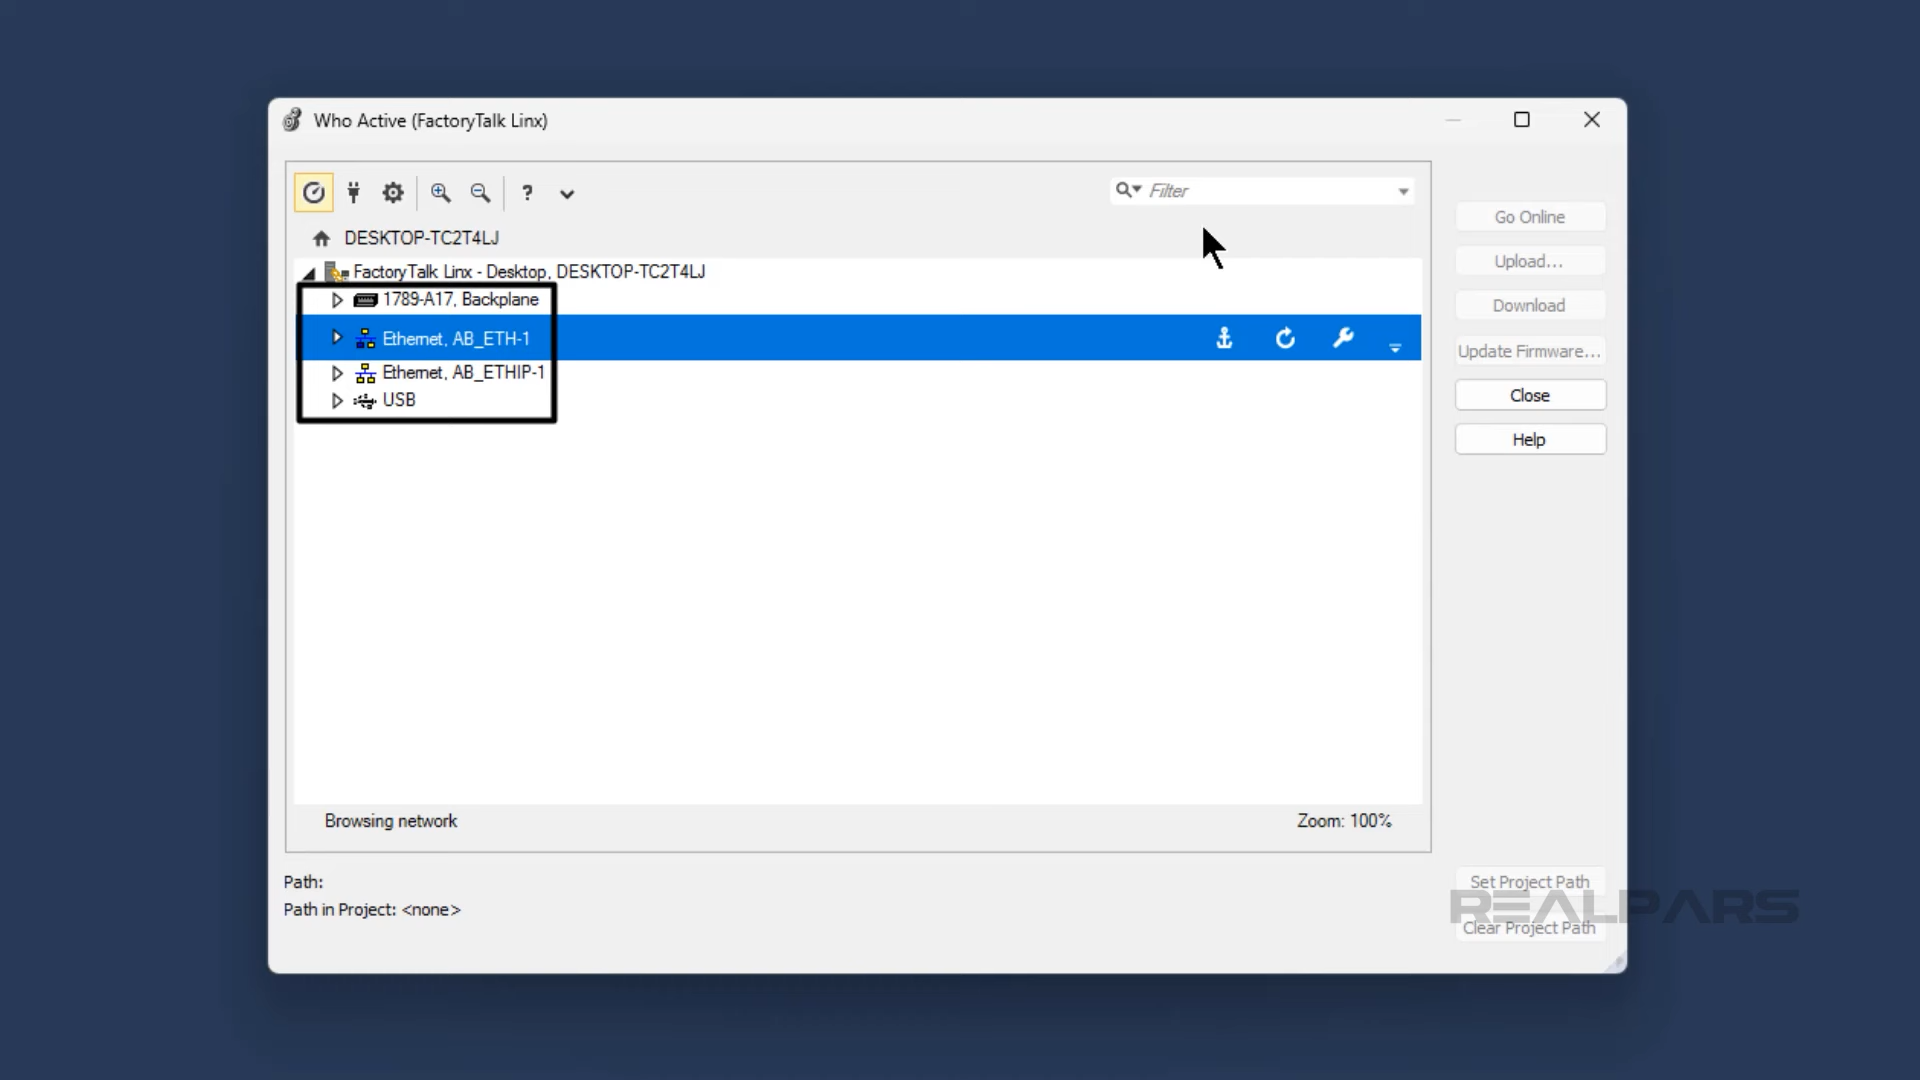 Who Active (FactoryTalk Linx)
? Filter
DESKTOP-TC2T4LJ
FactoryTalk Linx - Desktop, DESKTOP-TC2T4LJ
1789-A17, Backplane
Ethernet, AB_ETH-1
Ethernet, AB_ETHIP-1
USB
Browsing network
Zoom: 100%
Path:
Path in Project: <none>
Go Online
Upload...
Download
Update Firmware...
Close
Help
Set Project Path
REALPARS
Clear Project Path